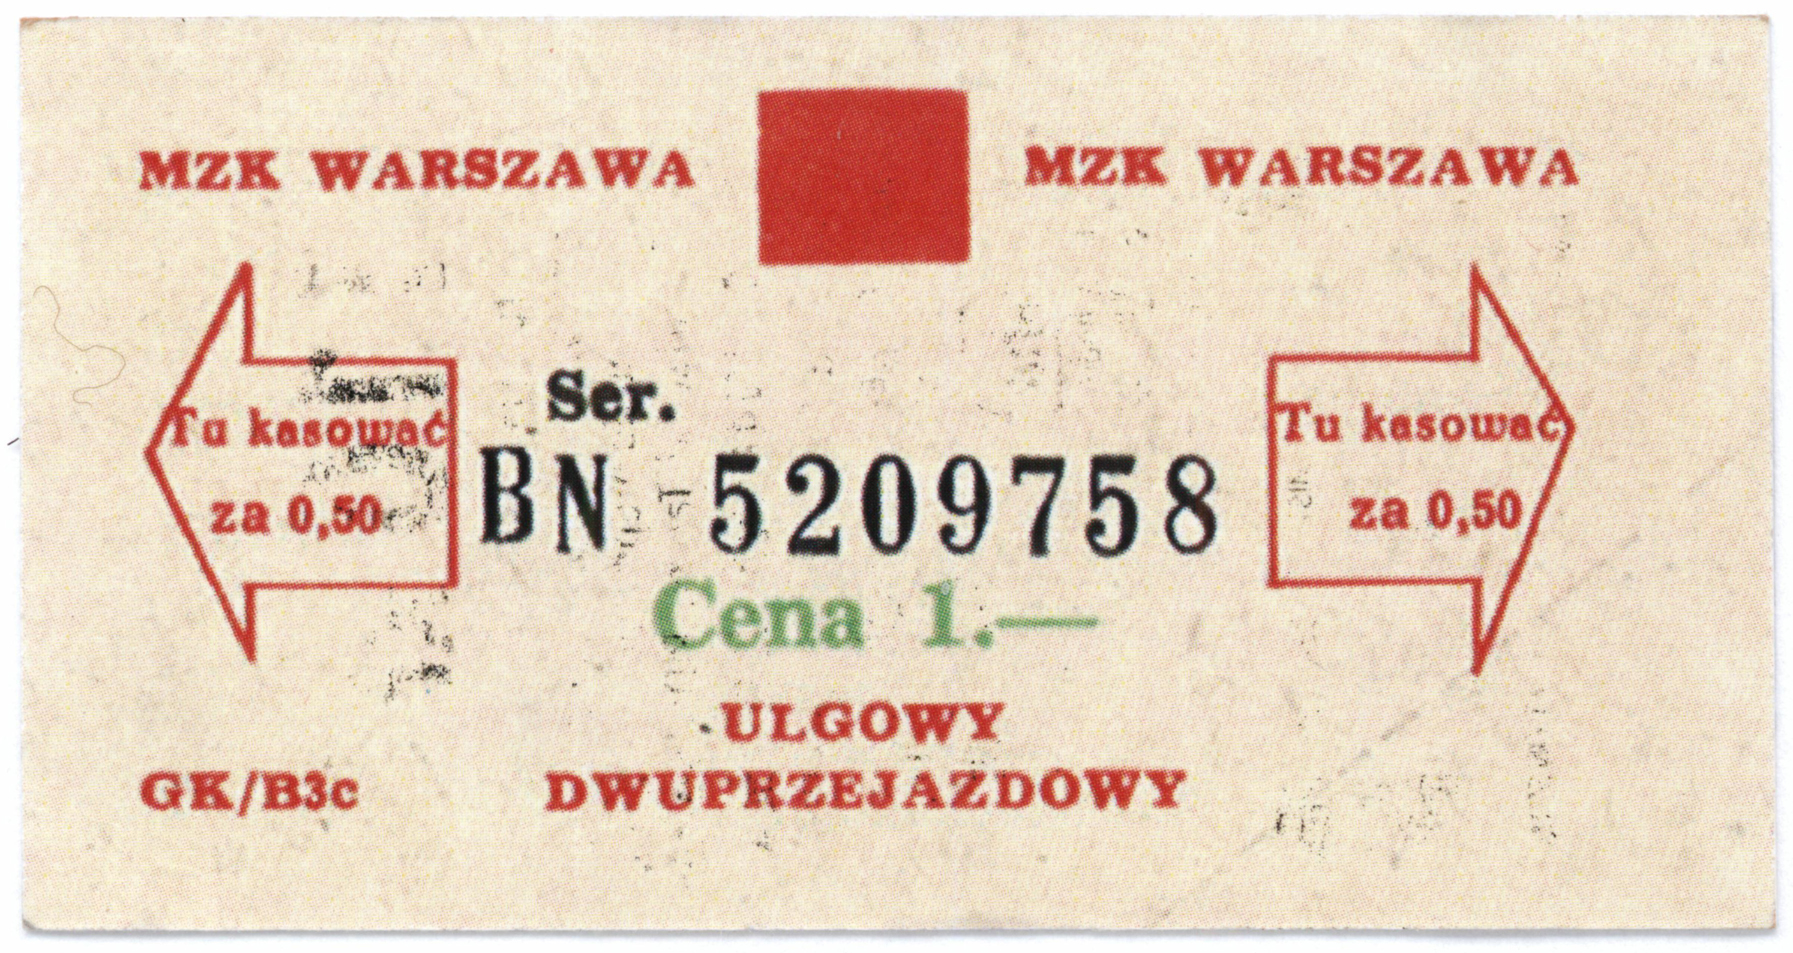 MZK WARSZAWA MZK WARSZAWA
Ser.
Tu kasować
za 0,50
BN 5209758
Tu kasować
za 0,50
Cena 1.—
ULGOWY
GK/B3c DWUPRZEJAZDOWY